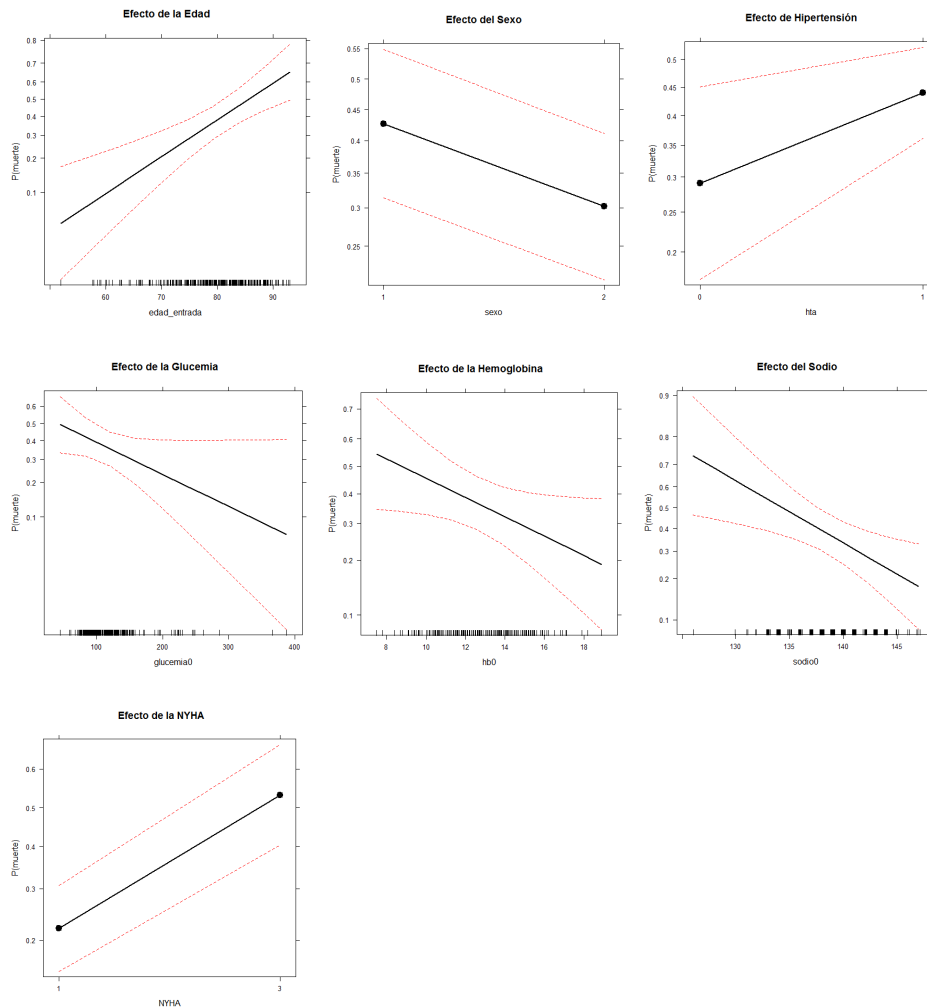 Efecto de la Edad
P(muerte)
0.8
0.7
0.6
0.5
0.4
0.3
0.2
0.1
60 70 80 90
edad_entrada
Efecto del Sexo
P(muerte)
0.55
0.5
0.45
0.4
0.35
0.3
0.25
1 2
sexo
Efecto de Hipertensión
P(muerte)
0.5
0.45
0.4
0.35
0.3
0.25
0.2
0 1
hta
Efecto de la Glucemia
P(muerte)
0.6
0.5
0.4
0.3
0.2
0.1
100 200 300 400
glucemia0
Efecto de la Hemoglobina
P(muerte)
0.7
0.6
0.5
0.4
0.3
0.2
0.1
8 10 12 14 16 18
hb0
Efecto del Sodio
P(muerte)
0.9
0.8
0.7
0.6
0.5
0.4
0.3
0.2
0.1
130 135 140 145
sodio0
Efecto de la NYHA
P(muerte)
0.6
0.5
0.4
0.3
0.2
1 3
NYHA